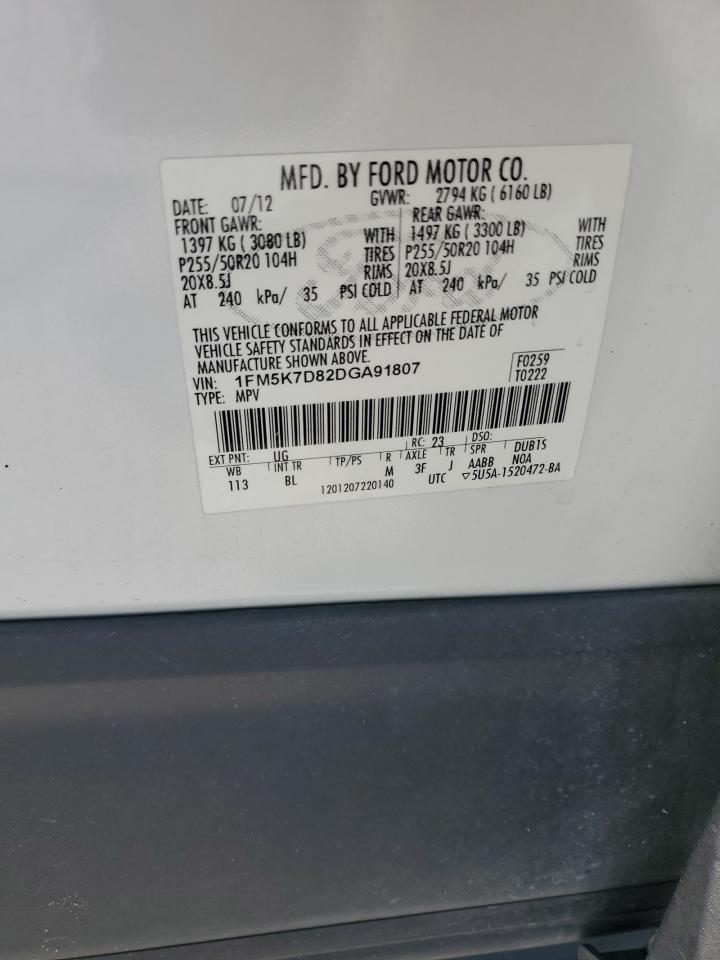 MFD. BY FORD MOTOR CO.
DATE: 07/12 GVWR: 2794 KG ( 6160 LB)
FRONT GAWR: REAR GAWR:
1397 KG ( 3080 LB) WITH 1497 KG ( 3300 LB) WITH
P255/50R20 104H TIRES P255/50R20 104H TIRES
20X8.5J RIMS 20X8.5J RIMS
AT 240 kPa/ 35 PSI COLD AT 240 kPa/ 35 PSI COLD
THIS VEHICLE CONFORMS TO ALL APPLICABLE FEDERAL MOTOR
VEHICLE SAFETY STANDARDS IN EFFECT ON THE DATE OF
MANUFACTURE SHOWN ABOVE.
VIN: 1FM5K7D82DGA91807 F0259
TYPE: MPV T0222
EXT PNT: UG RC: 23 DSO:
WB INT TR TP/PS R AXLE TR SPR DUB1S
113 BL M 3F J AABB NOA
1201207220140 UTC ▽5U5A-1520472-BA